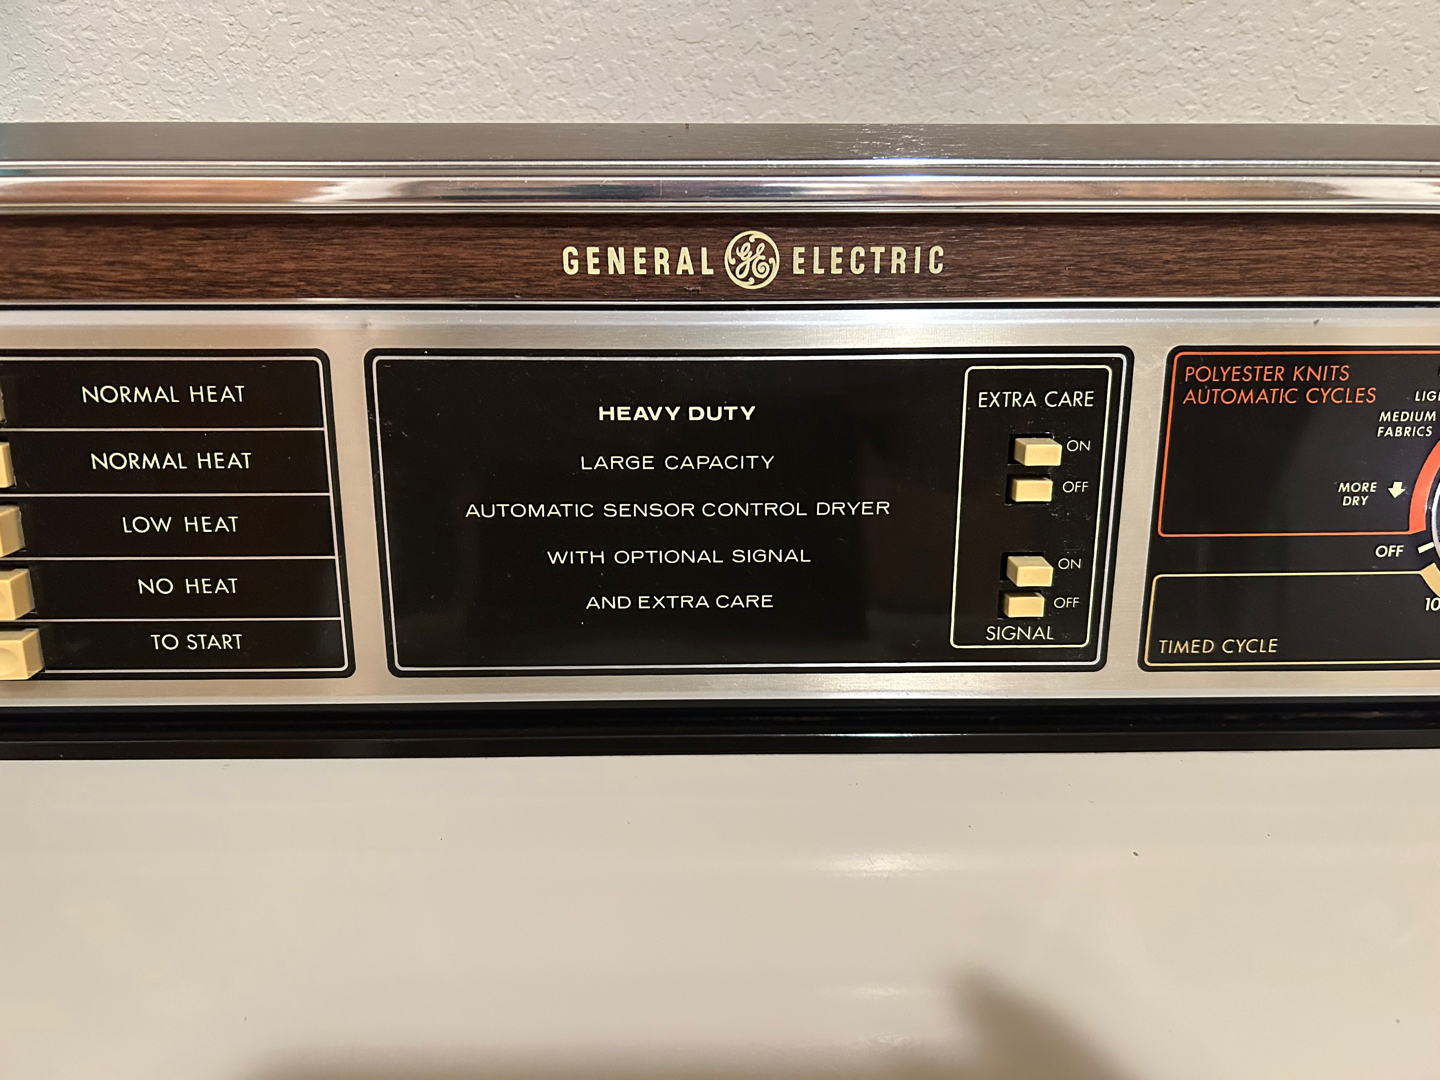 GENERAL GE ELECTRIC
NORMAL HEAT
NORMAL HEAT
LOW HEAT
NO HEAT
TO START
HEAVY DUTY
LARGE CAPACITY
AUTOMATIC SENSOR CONTROL DRYER
WITH OPTIONAL SIGNAL
AND EXTRA CARE
EXTRA CARE
ON
OFF
ON
OFF
SIGNAL
POLYESTER KNITS
AUTOMATIC CYCLES
MEDIUM
FABRICS
MORE
DRY
OFF
TIMED CYCLE